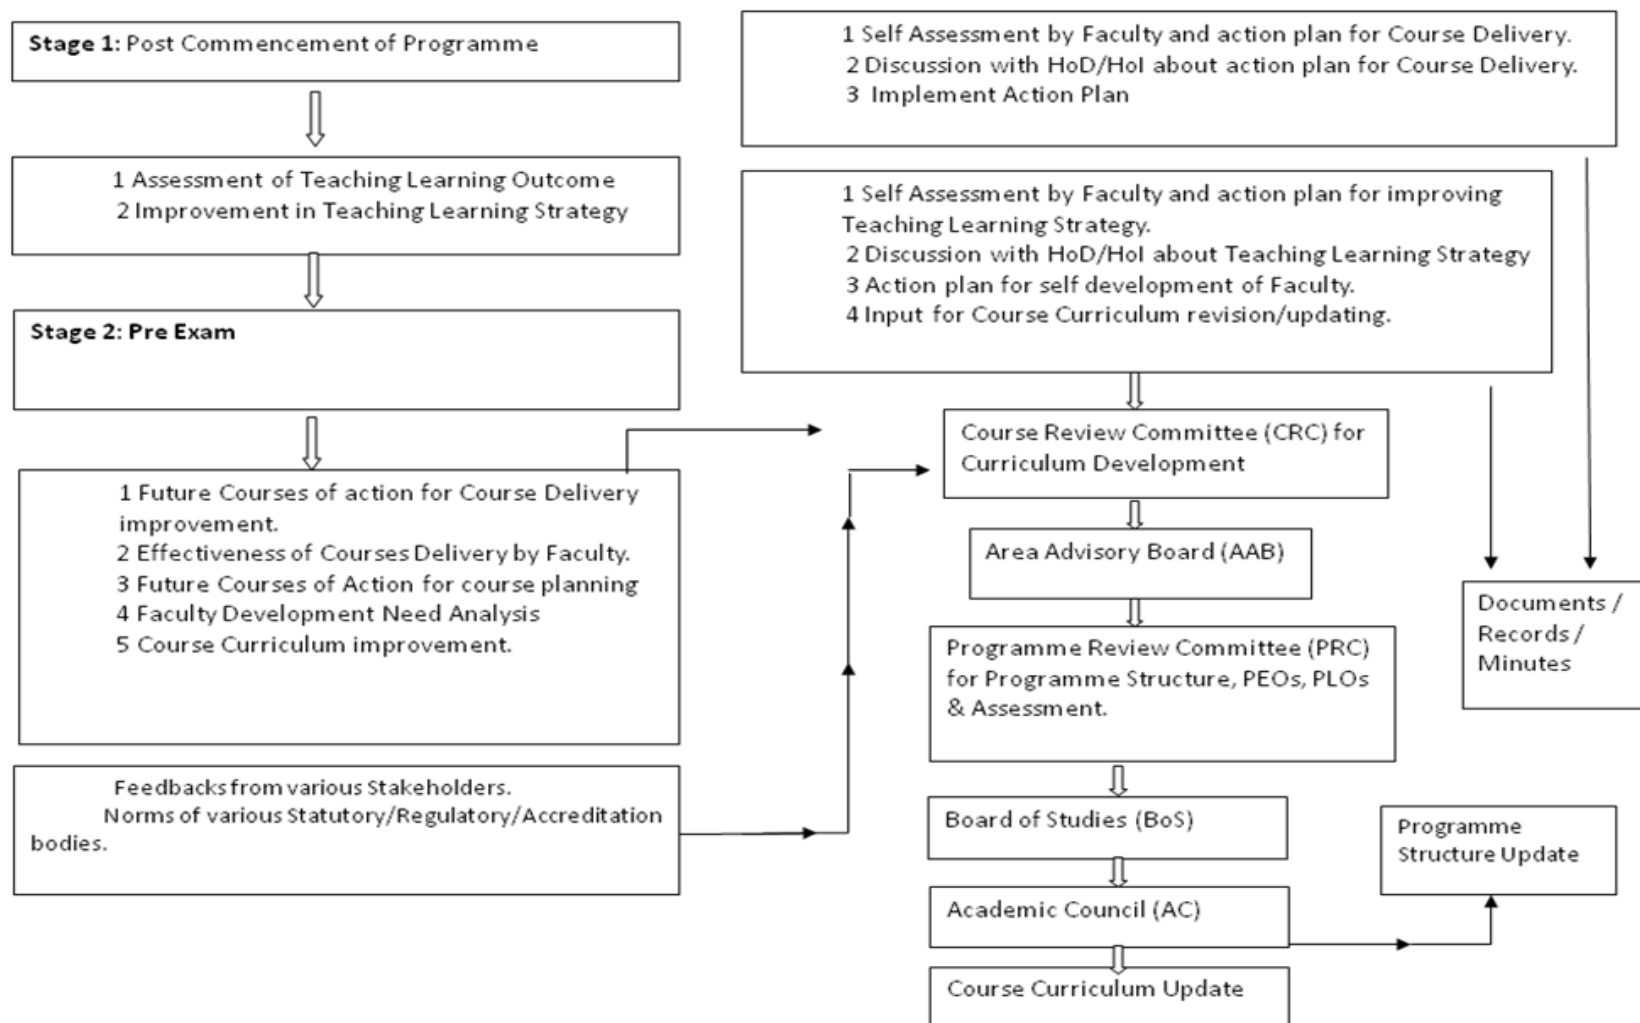 Stage 1: Post Commencement of Programme
1 Assessment of Teaching Learning Outcome
2 Improvement in Teaching Learning Strategy
Stage 2: Pre Exam
1 Future Courses of action for Course Delivery
improvement.
2 Effectiveness of Courses Delivery by Faculty.
3 Future Courses of Action for course planning
4 Faculty Development Need Analysis
5 Course Curriculum improvement.
Feedbacks from various Stakeholders.
Norms of various Statutory/Regulatory/Accreditation
bodies.
1 Self Assessment by Faculty and action plan for Course Delivery.
2 Discussion with HoD/HoI about action plan for Course Delivery.
3 Implement Action Plan
1 Self Assessment by Faculty and action plan for improving
Teaching Learning Strategy.
2 Discussion with HoD/HoI about Teaching Learning Strategy
3 Action plan for self development of Faculty.
4 Input for Course Curriculum revision/updating.
Course Review Committee (CRC) for
Curriculum Development
Area Advisory Board (AAB)
Programme Review Committee (PRC)
for Programme Structure, PEOs, PLOs
& Assessment.
Board of Studies (BoS)
Academic Council (AC)
Course Curriculum Update
Documents /
Records /
Minutes
Programme
Structure Update